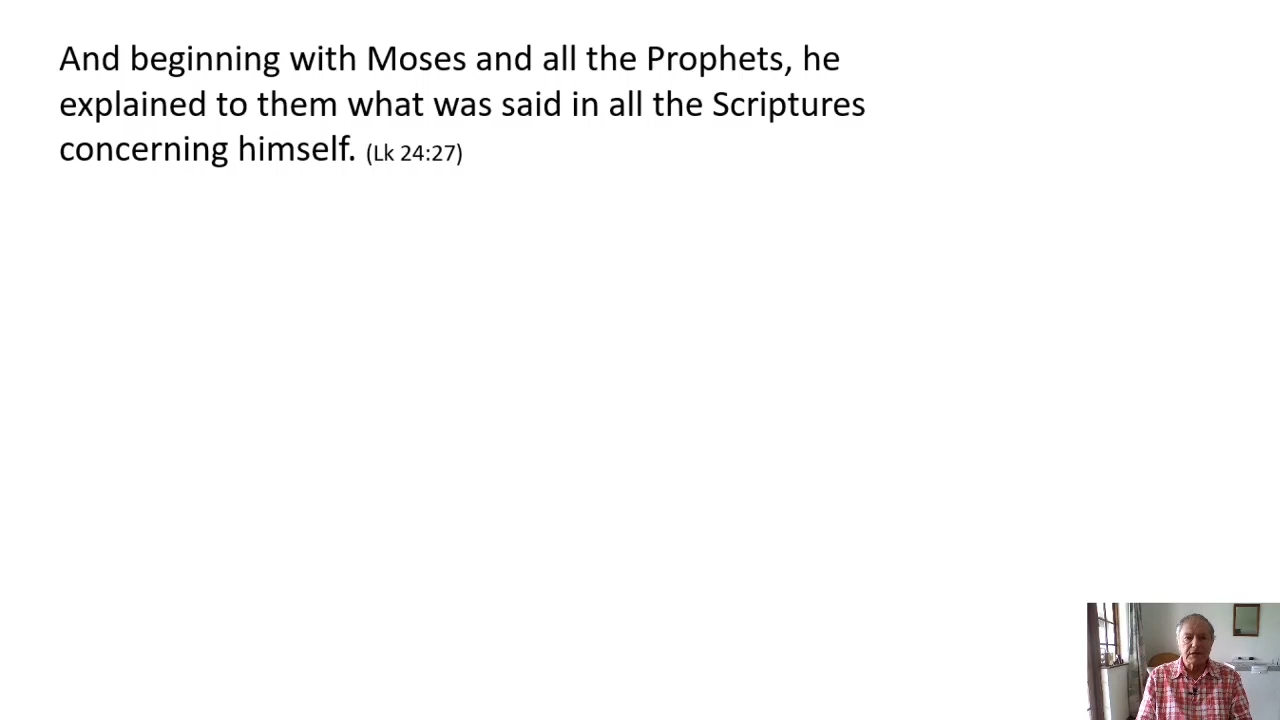 And beginning with Moses and all the Prophets, he
explained to them what was said in all the Scriptures
concerning himself. (Lk 24:27)